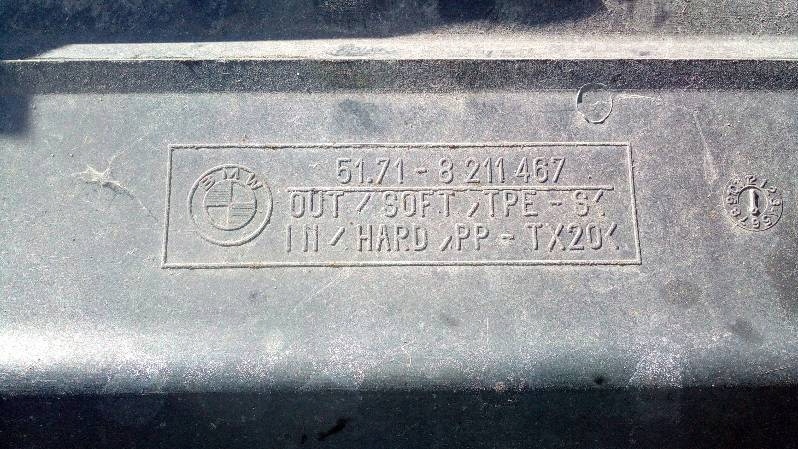 BMW
51.71 - 8 211 467
OUT / SOFT >TPE - S<
IN / HARD >PP - TX20<